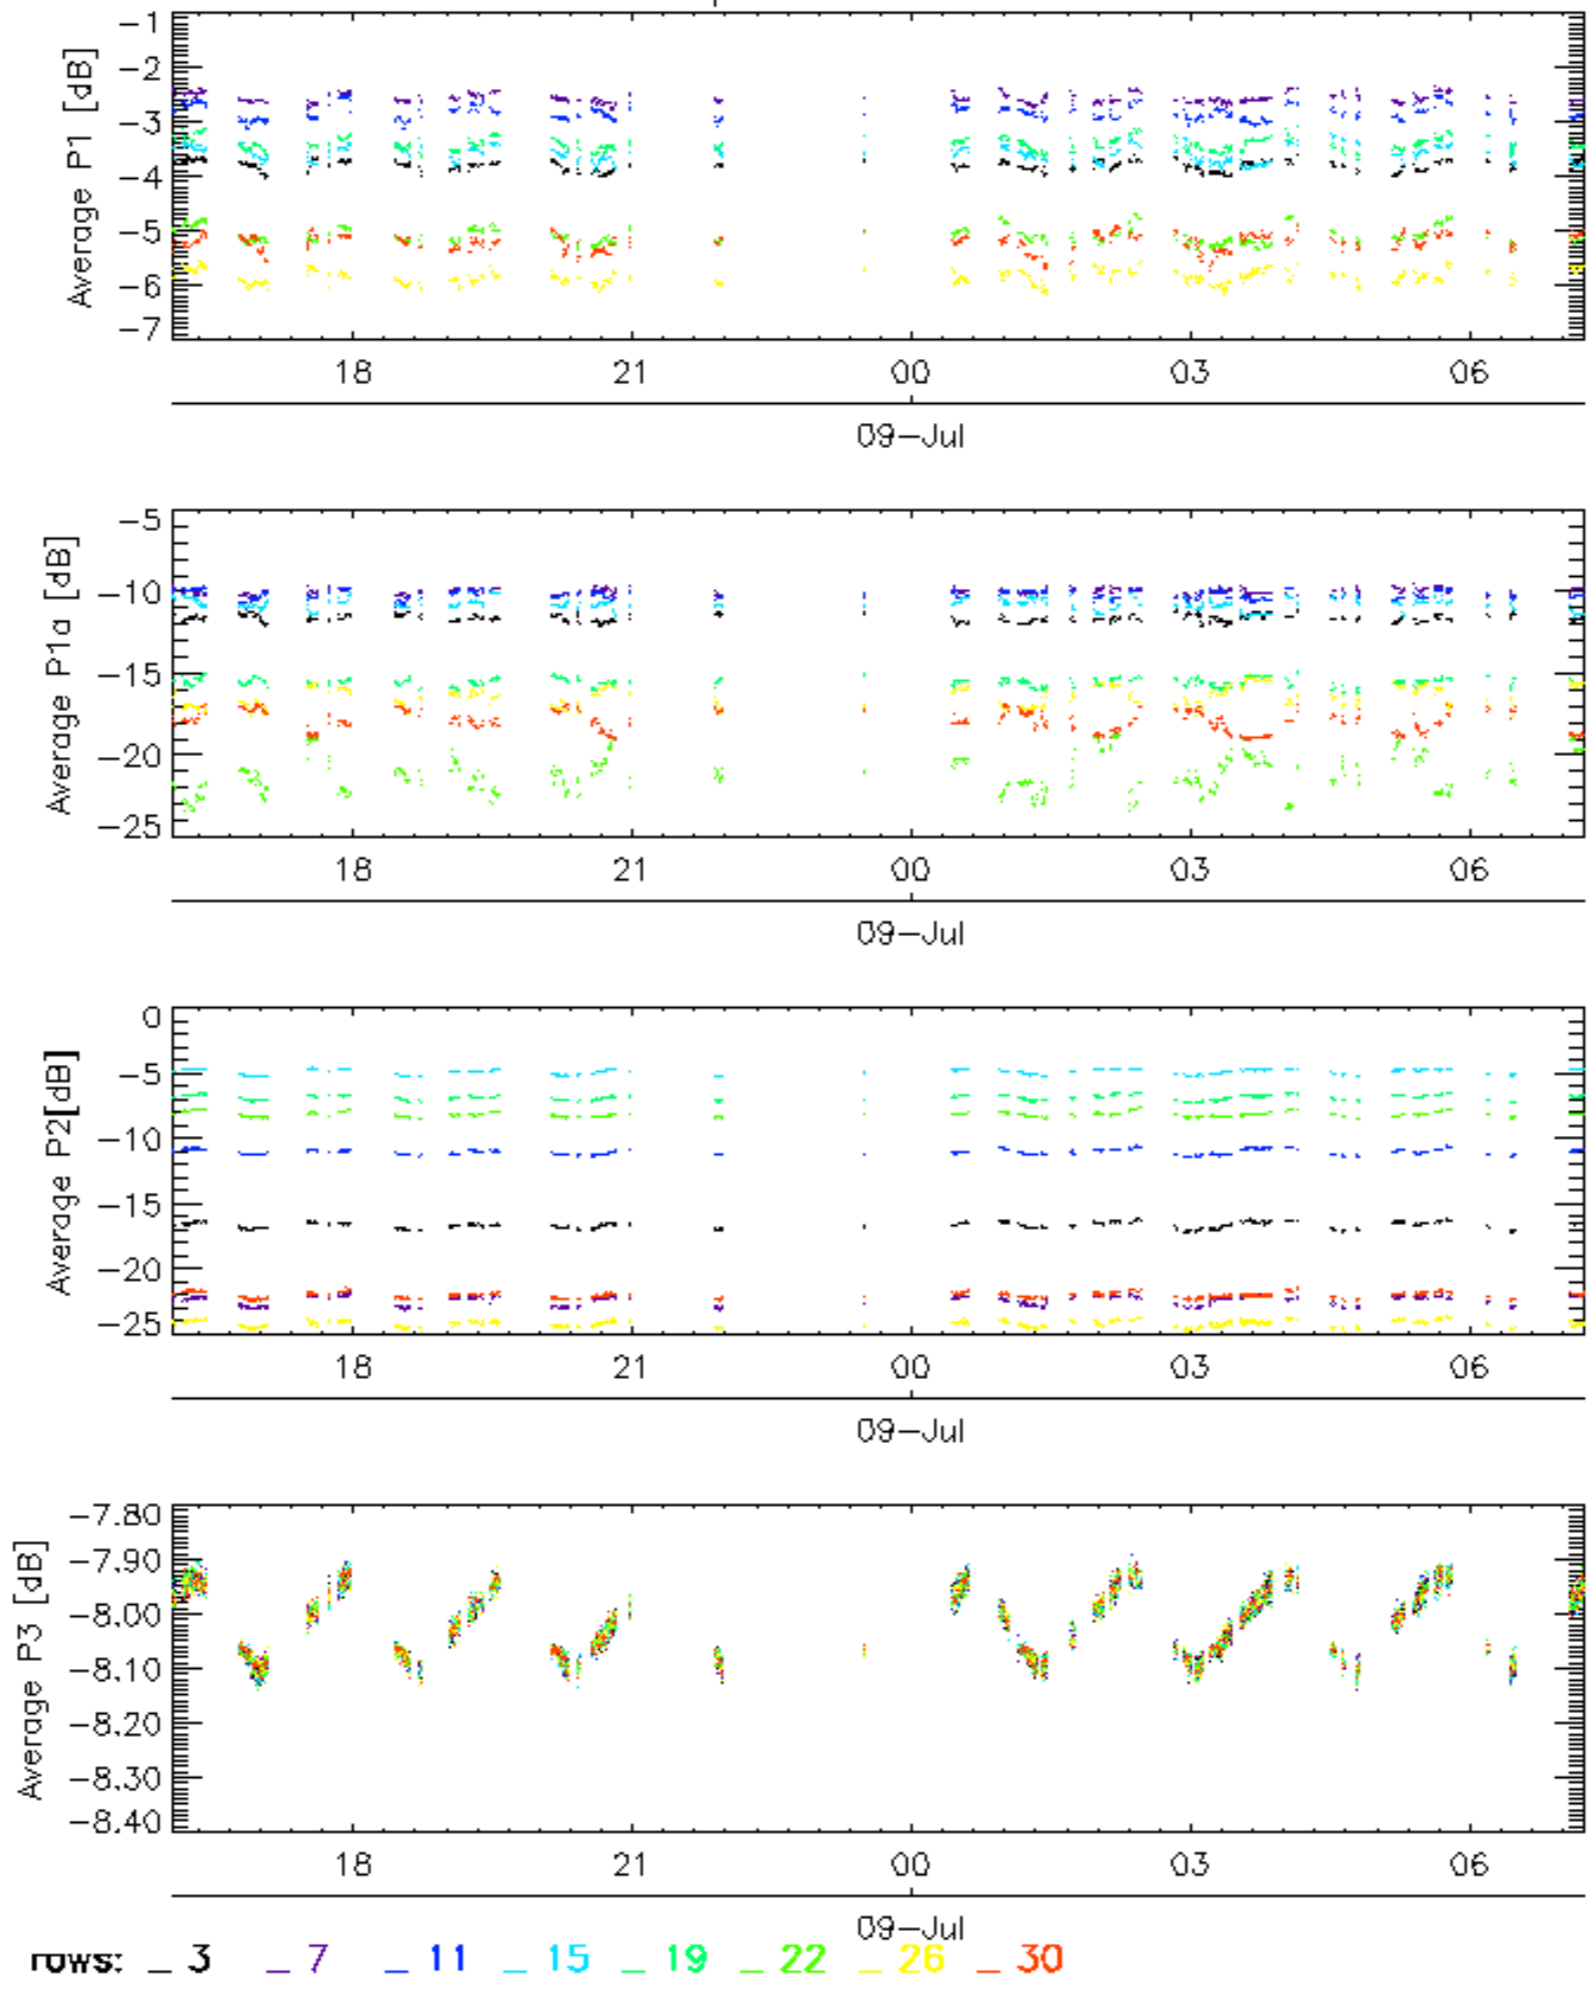 Average P1 [dB]
-1
-2
-3
-4
-5
-6
-7
18 21 00 03 06
09-Jul
Average P1a [dB]
-5
-10
-15
-20
-25
18 21 00 03 06
09-Jul
Average P2[dB]
0
-5
-10
-15
-20
-25
18 21 00 03 06
09-Jul
Average P3 [dB]
-7.80
-7.90
-8.00
-8.10
-8.20
-8.30
-8.40
18 21 00 03 06
09-Jul
rows: _ 3 _ 7 _ 11 _ 15 _ 19 _ 22 _ 26 _ 30